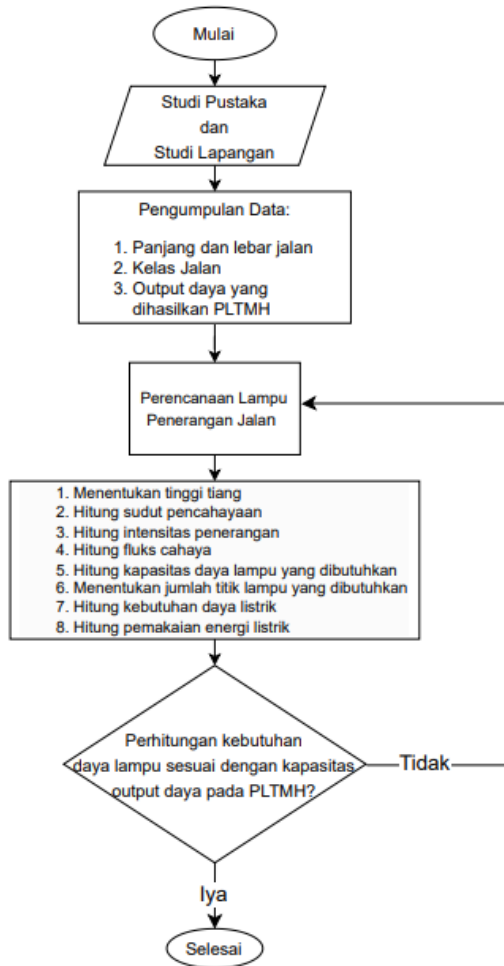 Mulai
Studi Pustaka
dan
Studi Lapangan
Pengumpulan Data:
1. Panjang dan lebar jalan
2. Kelas Jalan
3. Output daya yang
dihasilkan PLTMH
Perencanaan Lampu
Penerangan Jalan
1. Menentukan tinggi tiang
2. Hitung sudut pencahayaan
3. Hitung intensitas penerangan
4. Hitung fluks cahaya
5. Hitung kapasitas daya lampu yang dibutuhkan
6. Menentukan jumlah titik lampu yang dibutuhkan
7. Hitung kebutuhan daya listrik
8. Hitung pemakaian energi listrik
Perhitungan kebutuhan
daya lampu sesuai dengan kapasitas
output daya pada PLTMH?
Tidak
Iya
Selesai